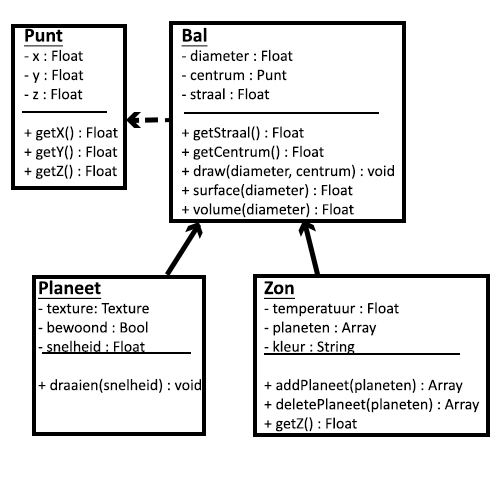 Punt
- x : Float
- y : Float
- z : Float
+ getX() : Float
+ getY() : Float
+ getZ() : Float
Bal
- diameter : Float
- centrum : Punt
- straal : Float
+ getStraal() : Float
+ getCentrum() : Float
+ draw(diameter, centrum) : void
+ surface(diameter) : Float
+ volume(diameter) : Float
Planeet
- texture: Texture
- bewoond : Bool
- snelheid : Float
+ draaien(snelheid) : void
Zon
- temperatuur : Float
- planeten : Array
- kleur : String
+ addPlaneet(planeten) : Array
+ deletePlaneet(planeten) : Array
+ getZ() : Float